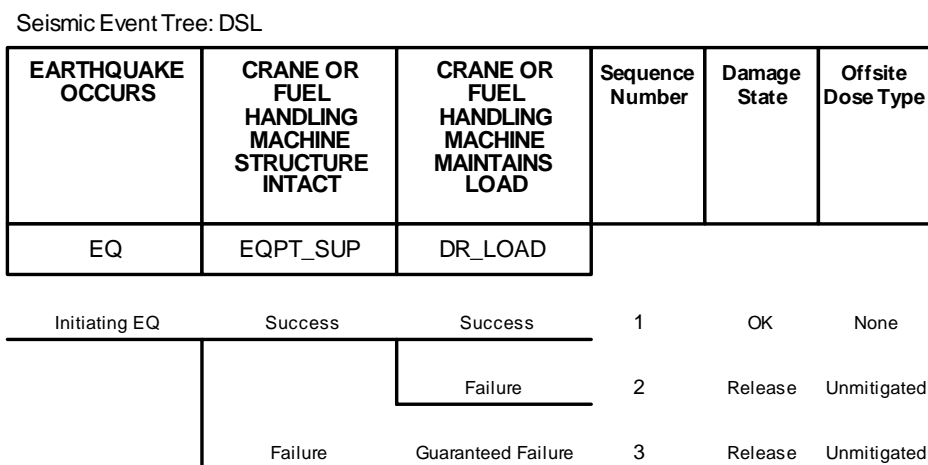 Seismic Event Tree: DSL
EARTHQUAKE
OCCURS
CRANE OR
FUEL
HANDLING
MACHINE
STRUCTURE
INTACT
CRANE OR
FUEL
HANDLING
MACHINE
MAINTAINS
LOAD
Sequence
Number
Damage
State
Offsite
Dose Type
EQ EQPT_SUP DR_LOAD
Initiating EQ Success Success 1 OK None
Failure 2 Release Unmitigated
Failure Guaranteed Failure 3 Release Unmitigated